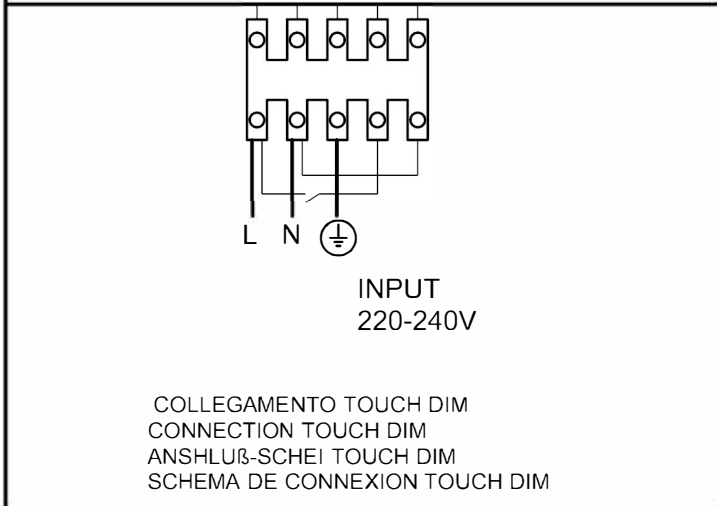 L N
INPUT
220-240V
COLLEGAMENTO TOUCH DIM
CONNECTION TOUCH DIM
ANSHLUß-SCHEI TOUCH DIM
SCHEMA DE CONNEXION TOUCH DIM